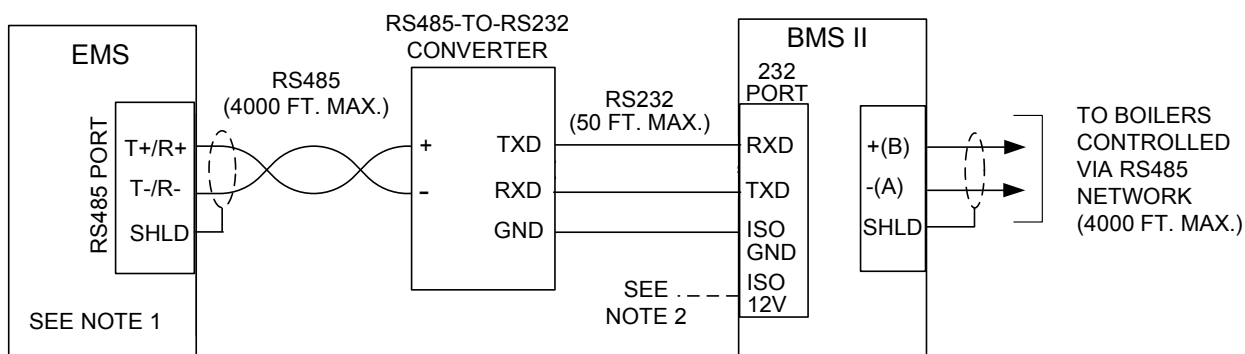 EMS
RS485 PORT
T+/R+
T-/R-
SHLD
SEE NOTE 1
RS485
(4000 FT. MAX.)
RS485-TO-RS232
CONVERTER
+
-
TXD
RXD
GND
RS232
(50 FT. MAX.)
SEE
NOTE 2
BMS II
232
PORT
RXD
TXD
ISO
GND
ISO
12V
+(B)
-(A)
SHLD
TO BOILERS
CONTROLLED
VIA RS485
NETWORK
(4000 FT. MAX.)